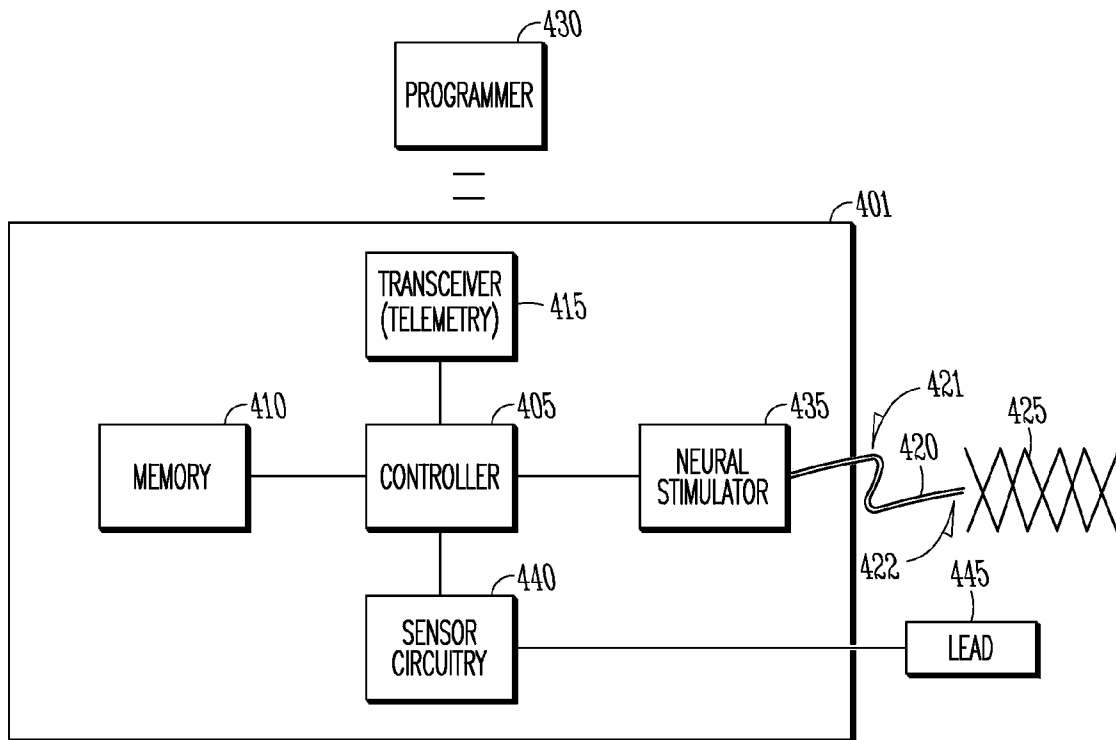 430
PROGRAMMER
401
TRANSCEIVER
(TELEMETRY)
415
410
MEMORY
405
CONTROLLER
435
NEURAL
STIMULATOR
421
420
425
422
440
SENSOR
CIRCUITRY
445
LEAD